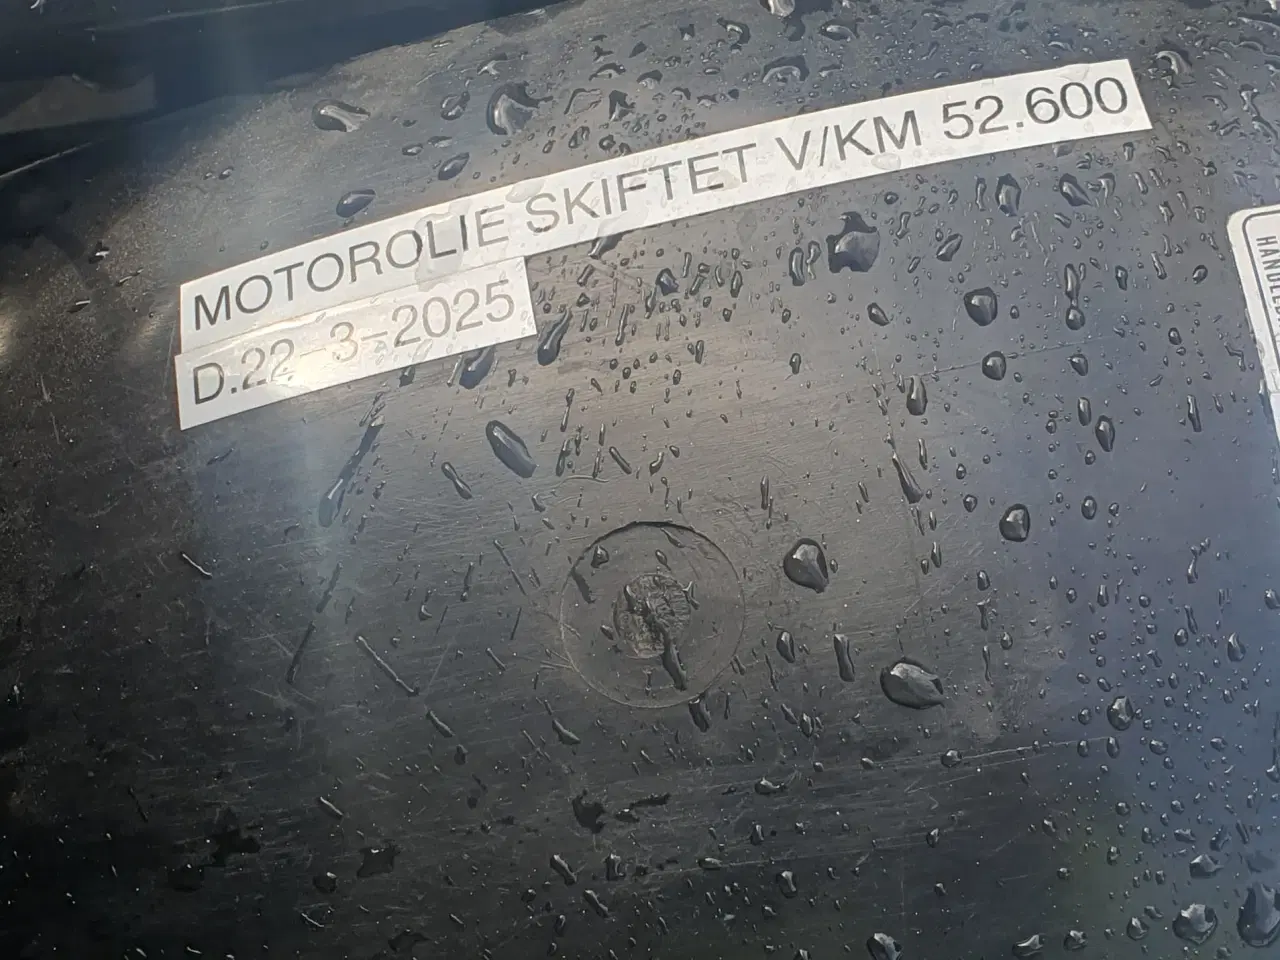 MOTOROLIE SKIFTET V/KM 52.600
D.22-3-2025